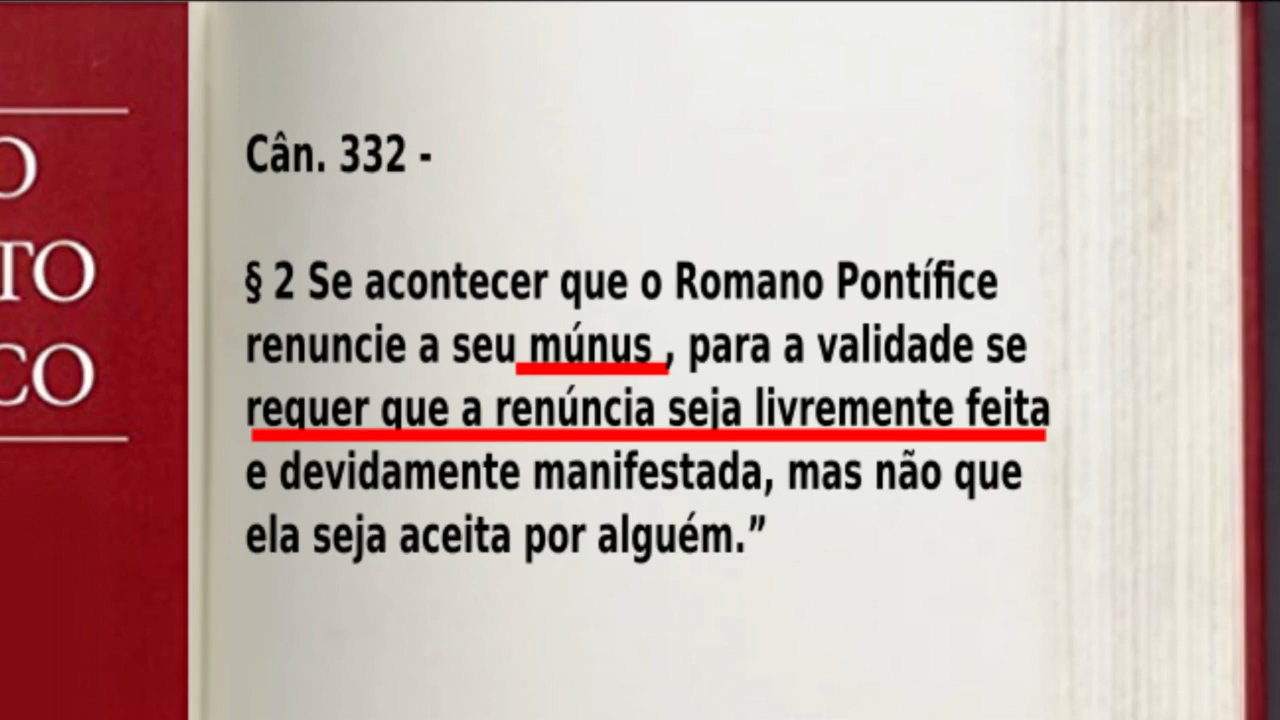 O
TO
CO
Cân. 332 -
§ 2 Se acontecer que o Romano Pontífice
renuncie a seu múnus , para a validade se
requer que a renúncia seja livremente feita
e devidamente manifestada, mas não que
ela seja aceita por alguém.”